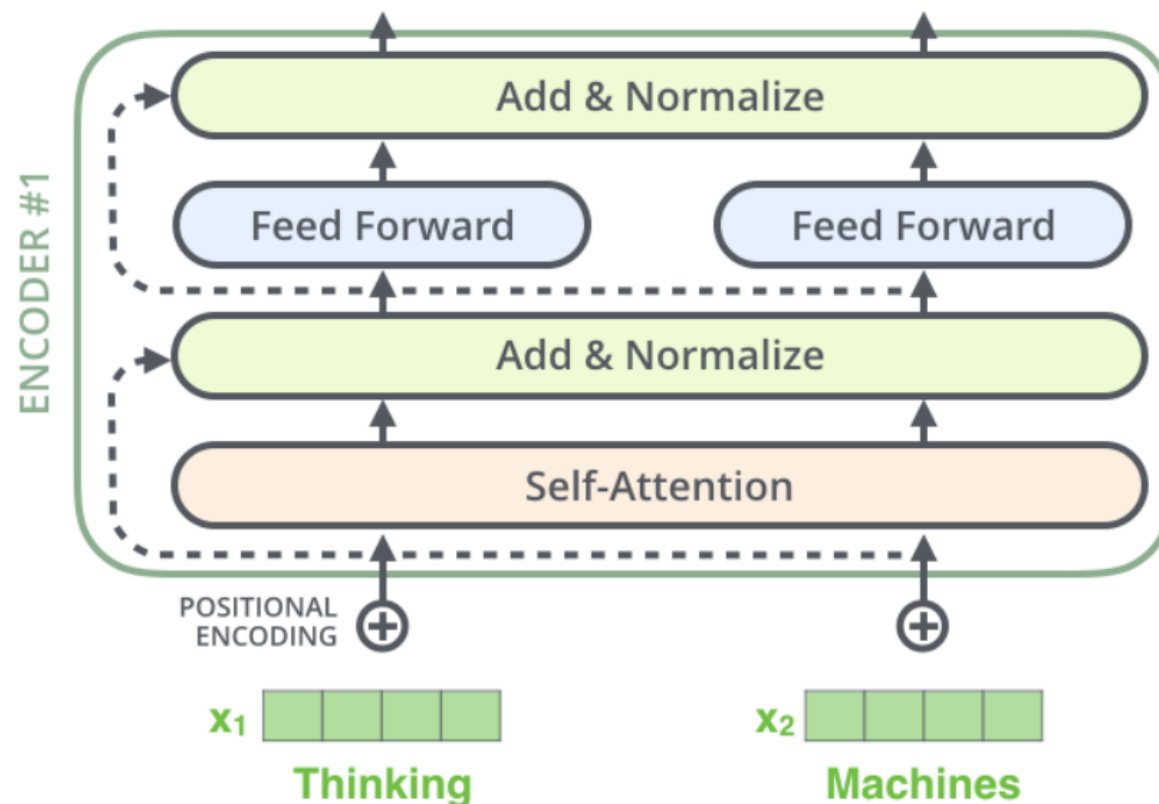 ENCODER #1
Add & Normalize
Feed Forward
Feed Forward
Add & Normalize
Self-Attention
POSITIONAL
ENCODING
x₁
x₂
Thinking
Machines